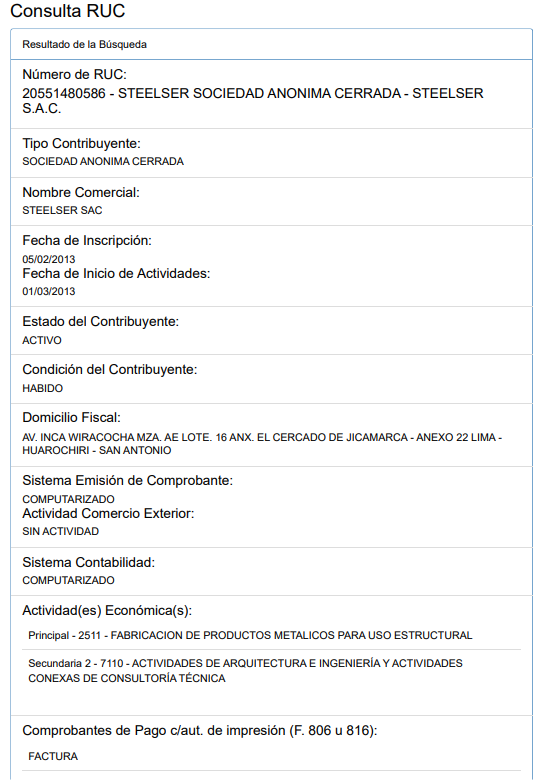 Consulta RUC
Resultado de la Búsqueda
Número de RUC:
20551480586 - STEELSER SOCIEDAD ANONIMA CERRADA - STEELSER
S.A.C.
Tipo Contribuyente:
SOCIEDAD ANONIMA CERRADA
Nombre Comercial:
STEELSER SAC
Fecha de Inscripción:
05/02/2013
Fecha de Inicio de Actividades:
01/03/2013
Estado del Contribuyente:
ACTIVO
Condición del Contribuyente:
HABIDO
Domicilio Fiscal:
AV. INCA WIRACOCHA MZA. AE LOTE. 16 ANX. EL CERCADO DE JICAMARCA - ANEXO 22 LIMA -
HUAROCHIRI - SAN ANTONIO
Sistema Emisión de Comprobante:
COMPUTARIZADO
Actividad Comercio Exterior:
SIN ACTIVIDAD
Sistema Contabilidad:
COMPUTARIZADO
Actividad(es) Económica(s):
Principal - 2511 - FABRICACION DE PRODUCTOS METALICOS PARA USO ESTRUCTURAL
Secundaria 2 - 7110 - ACTIVIDADES DE ARQUITECTURA E INGENIERÍA Y ACTIVIDADES
CONEXAS DE CONSULTORÍA TÉCNICA
Comprobantes de Pago c/aut. de impresión (F. 806 u 816):
FACTURA